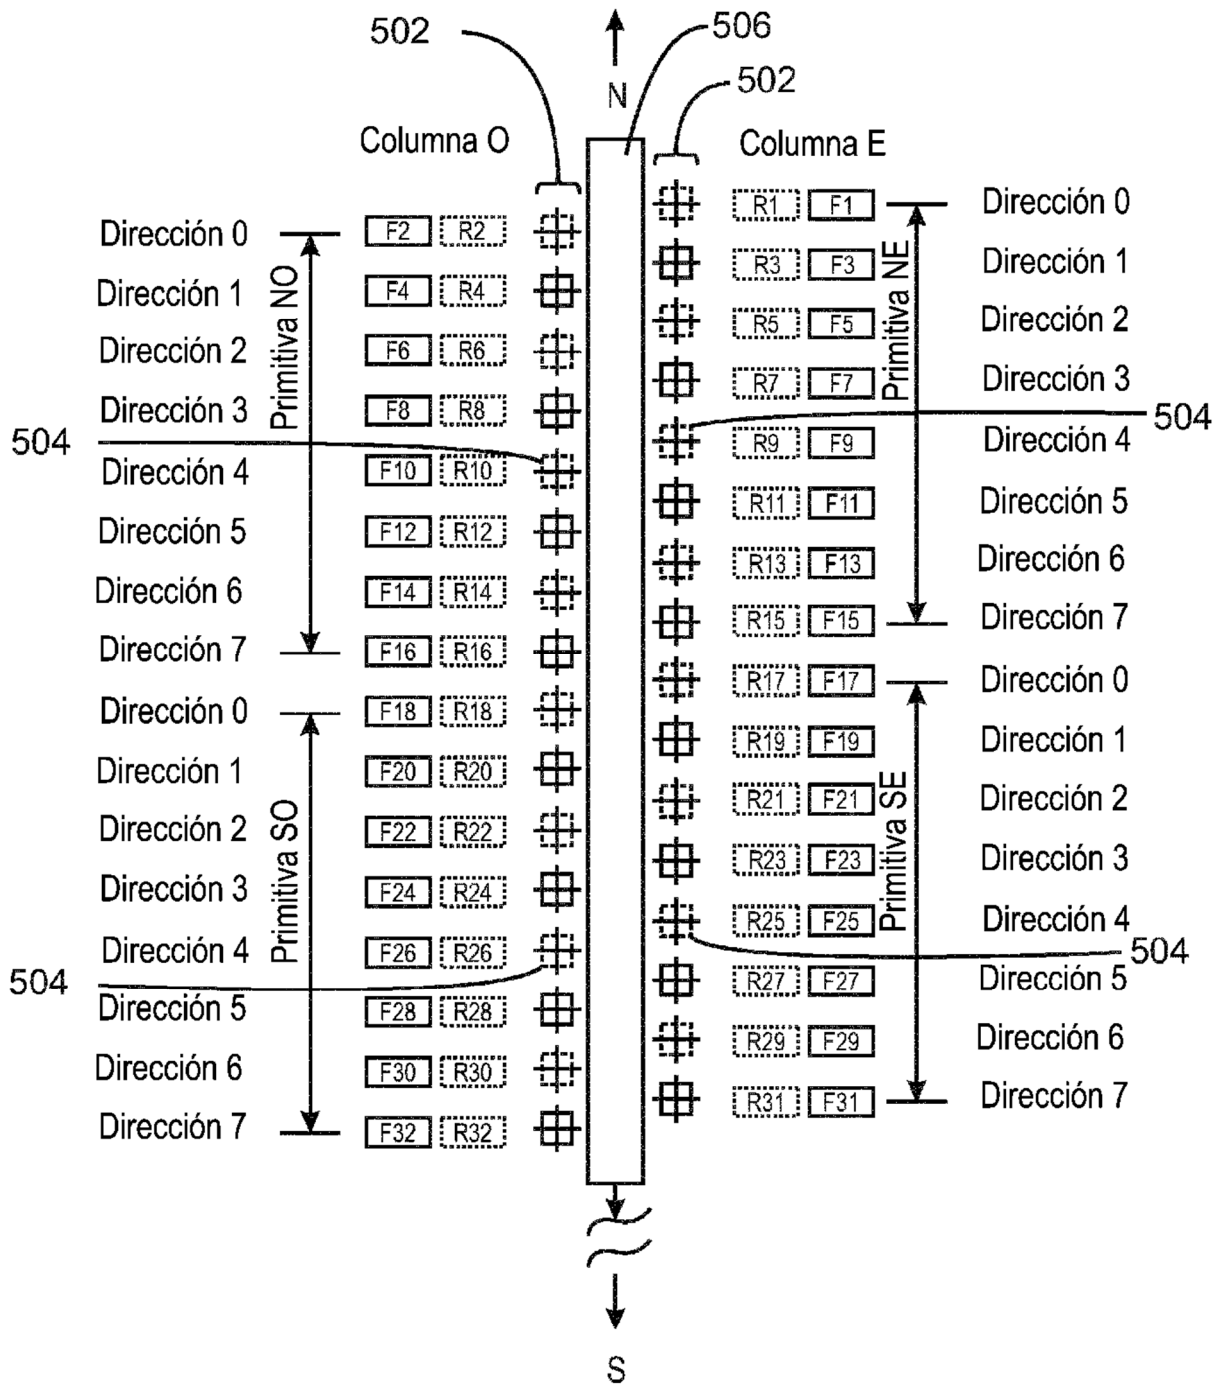 502
506
N
502
Columna O
Columna E
R1 F1 Dirección 0
Dirección 0 F2 R2
R3 F3 Dirección 1
Dirección 1 F4 R4
R5 F5 Dirección 2
Dirección 2 F6 R6
R7 F7 Dirección 3
Dirección 3 F8 R8
Primitiva NO
Primitiva NE
504
504
R9 F9 Dirección 4
Dirección 4 F10 R10
R11 F11 Dirección 5
Dirección 5 F12 R12
R13 F13 Dirección 6
Dirección 6 F14 R14
R15 F15 Dirección 7
Dirección 7 F16 R16
R17 F17 Dirección 0
Dirección 0 F18 R18
R19 F19 Dirección 1
Dirección 1 F20 R20
R21 F21 Dirección 2
Dirección 2 F22 R22
R23 F23 Dirección 3
Dirección 3 F24 R24
Primitiva SO
Primitiva SE
R25 F25 Dirección 4
Dirección 4 F26 R26
504
504
R27 F27 Dirección 5
Dirección 5 F28 R28
R29 F29 Dirección 6
Dirección 6 F30 R30
R31 F31 Dirección 7
Dirección 7 F32 R32
S